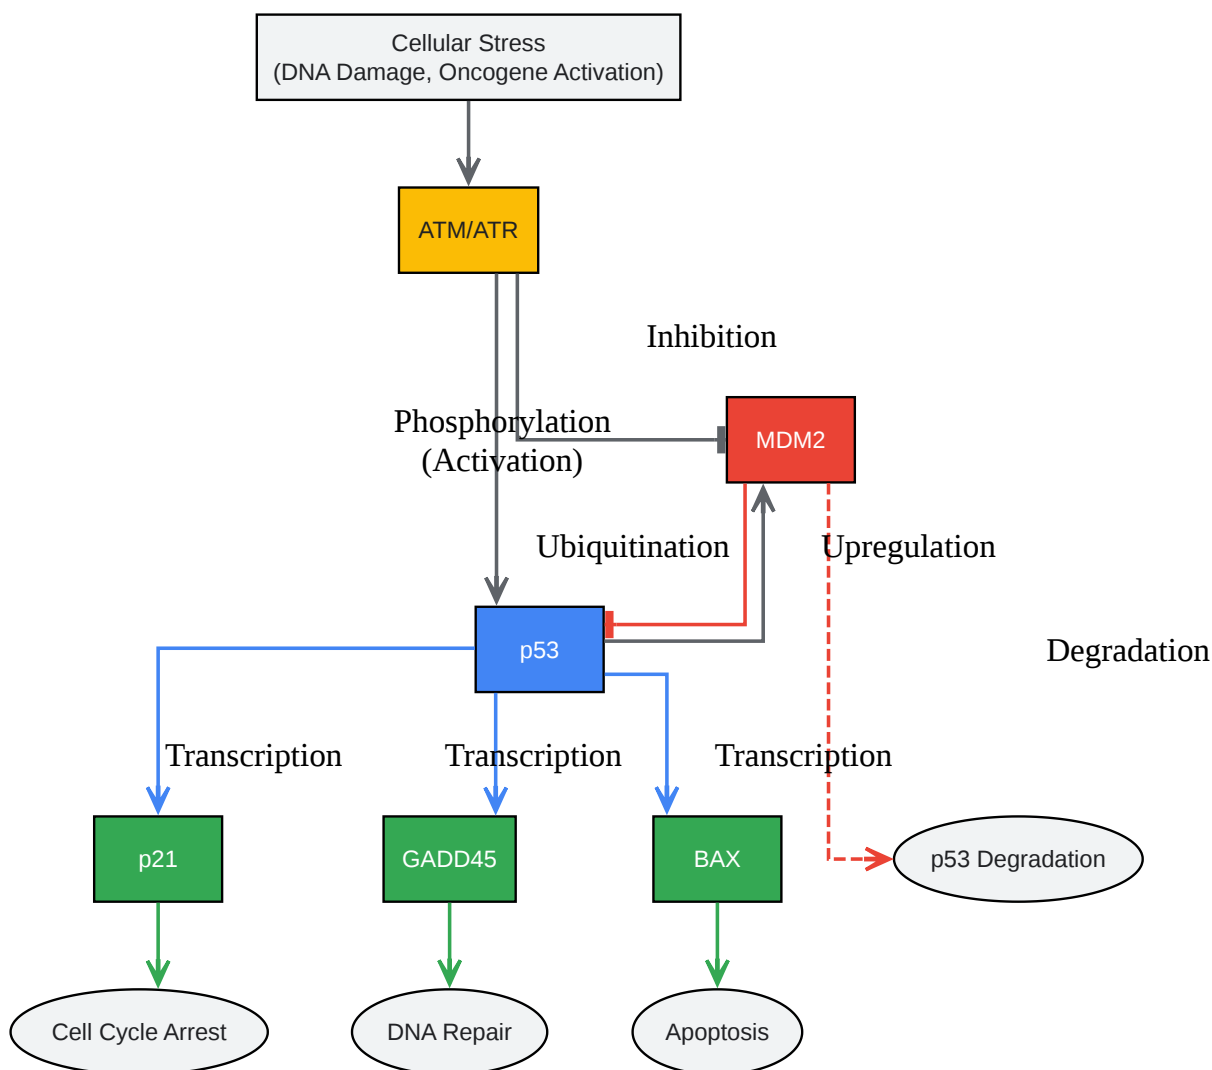 Cellular Stress
(DNA Damage, Oncogene Activation)
ATM/ATR
Inhibition
Phosphorylation
(Activation)
MDM2
Ubiquitination
Upregulation
p53
Degradation
Transcription
Transcription
Transcription
p21
GADD45
BAX
p53 Degradation
Cell Cycle Arrest
DNA Repair
Apoptosis